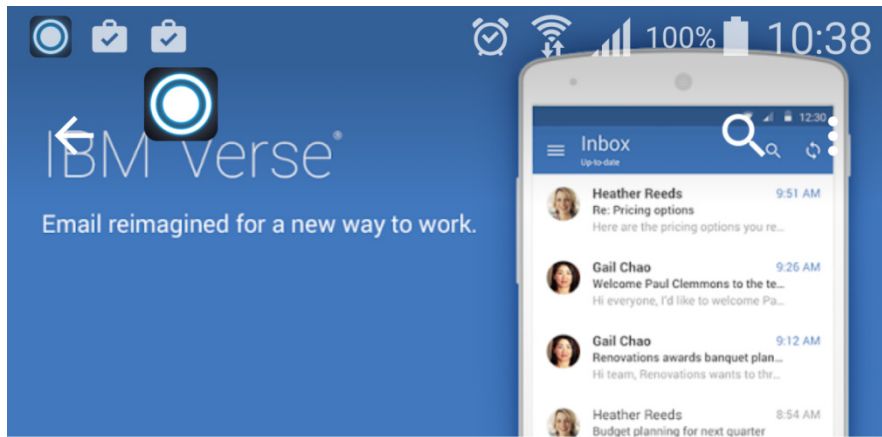 100% 10:38
IBM Verse®
Email reimagined for a new way to work.
12:30
Inbox
Up-to-date
Heather Reeds 9:51 AM
Re: Pricing options
Here are the pricing options you re...
Gail Chao 9:26 AM
Welcome Paul Clemmons to the te...
Hi everyone, I'd like to welcome Pa...
Gail Chao 9:12 AM
Renovations awards banquet plan...
Hi team, Renovations wants to thr...
Heather Reeds 8:54 AM
Budget planning for next quarter